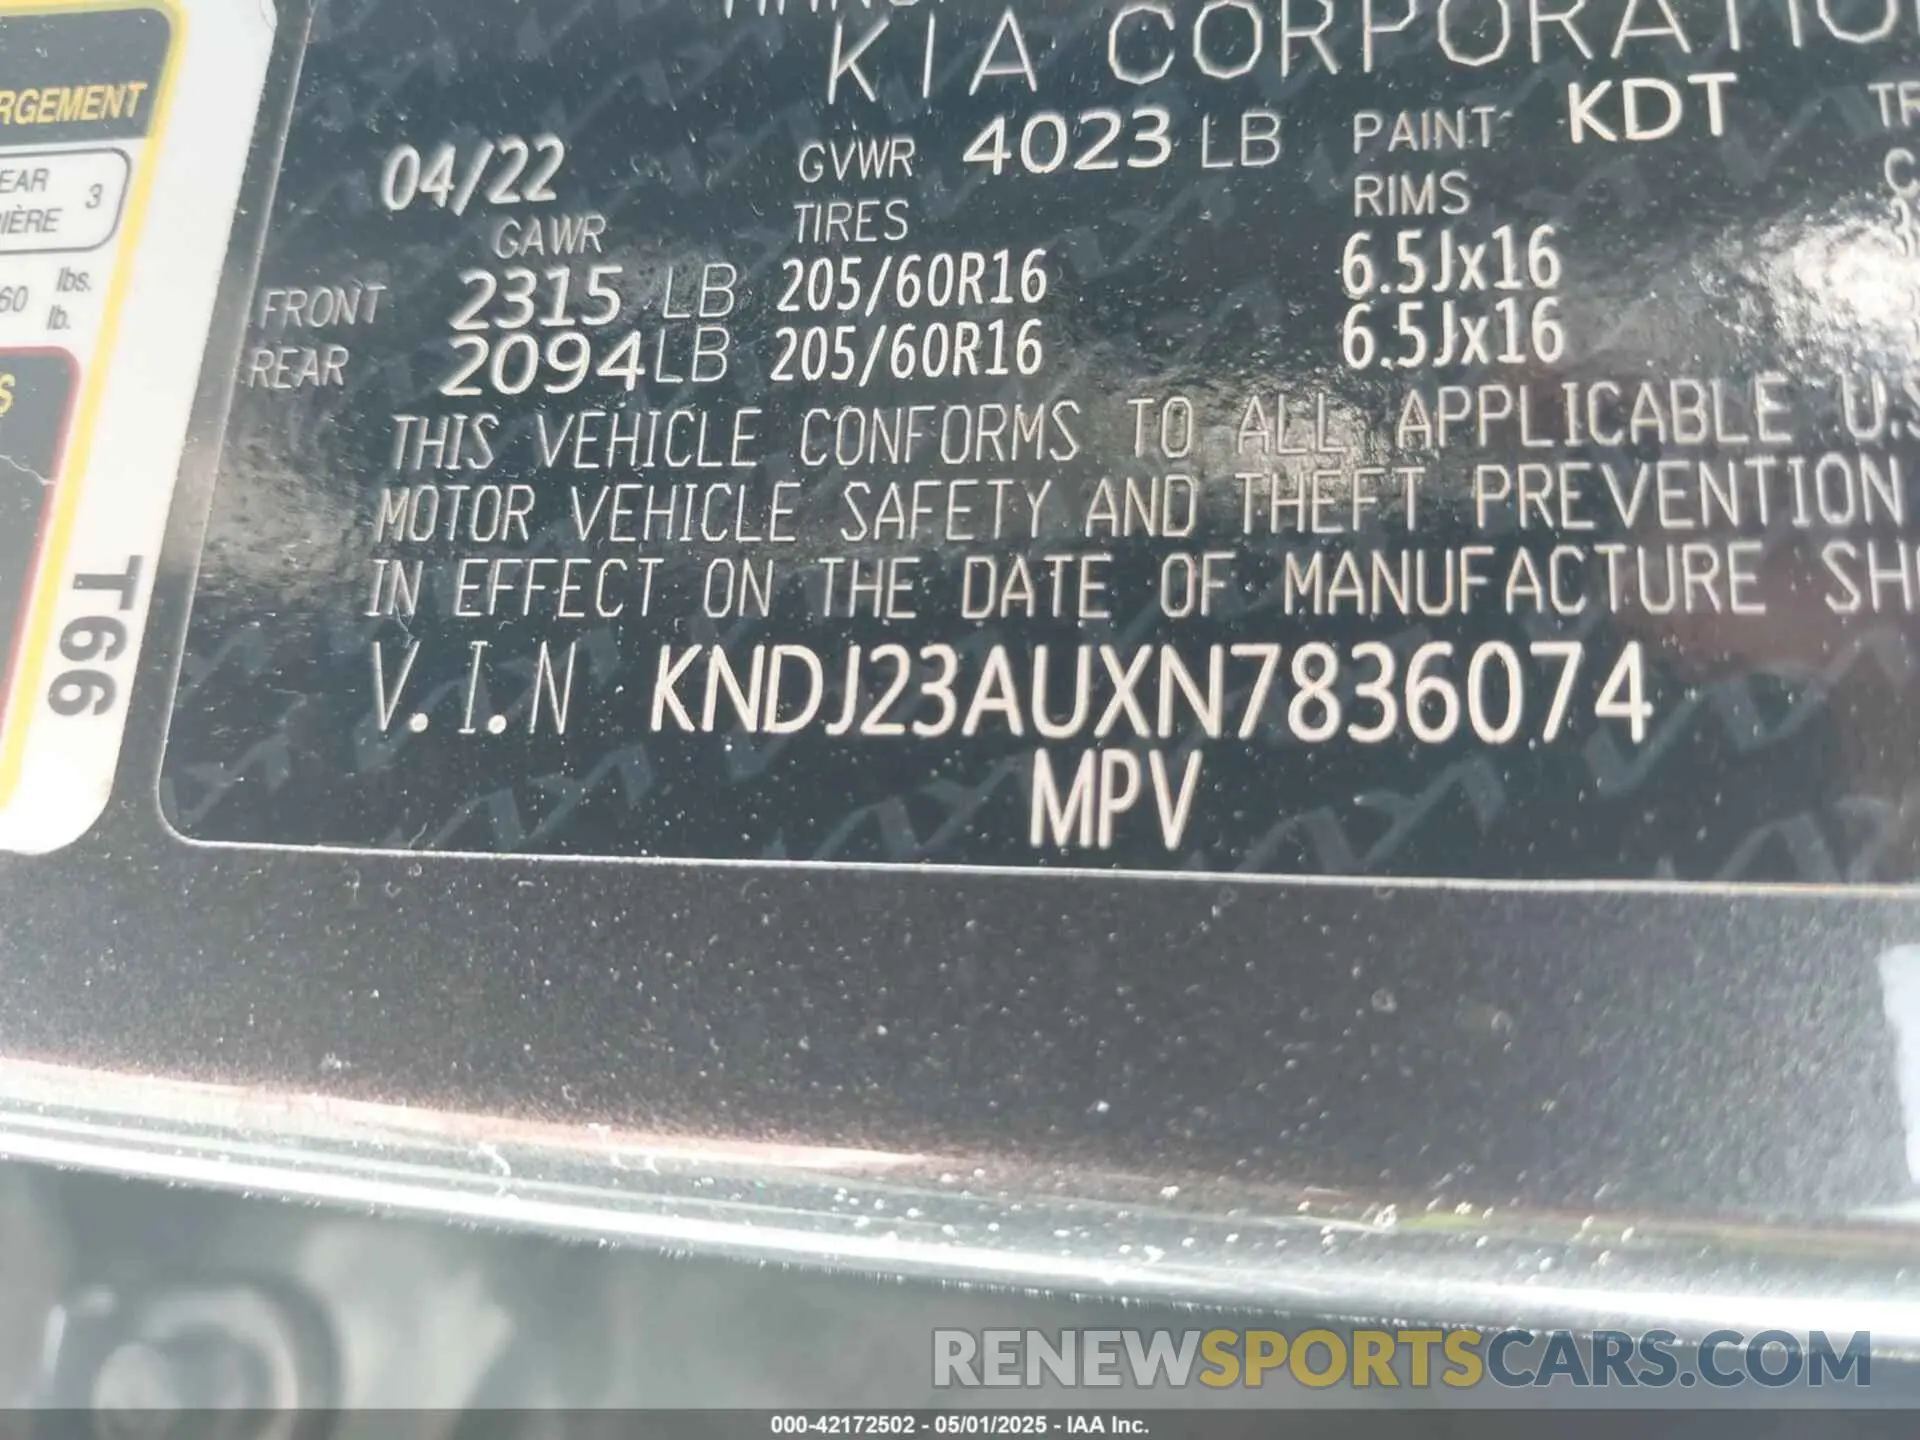 KIA CORPORATIO
04/22 GVWR 4023 LB PAINT KDT
GAWR TIRES RIMS
FRONT 2315 LB 205/60R16 6.5Jx16
REAR 2094 LB 205/60R16 6.5Jx16
THIS VEHICLE CONFORMS TO ALL APPLICABLE U.S
MOTOR VEHICLE SAFETY AND THEFT PREVENTION
IN EFFECT ON THE DATE OF MANUFACTURE SH
V.I.N KNDJ23AUXN7836074
MPV
RGEMENT
EAR 3
IÈRE
60 lbs.
lb.
S
T66
RENEWSPORTSCARS.COM
000-42172502 - 05/01/2025 - IAA Inc.